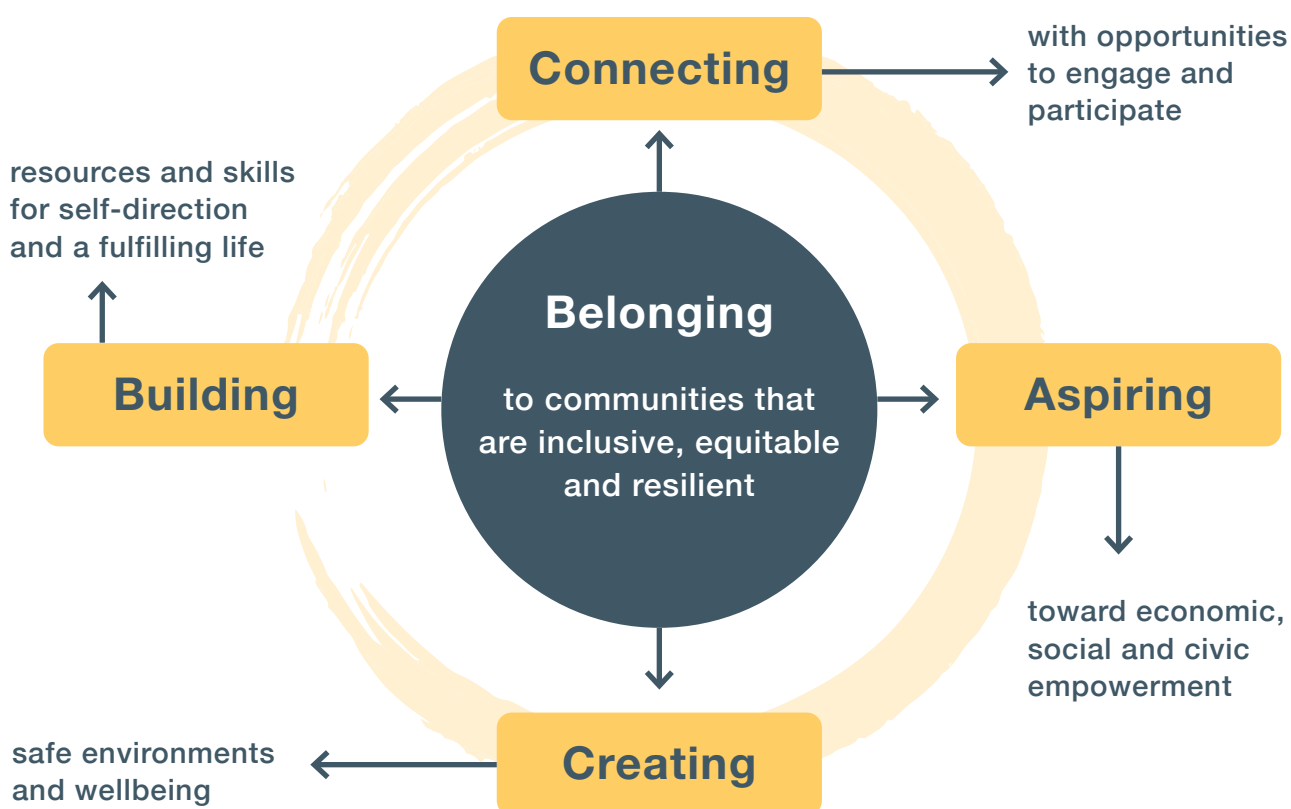 Connecting
with opportunities
to engage and
participate
resources and skills
for self-direction
and a fulfilling life
Building
Belonging
to communities that
are inclusive, equitable
and resilient
Aspiring
toward economic,
social and civic
empowerment
Creating
safe environments
and wellbeing